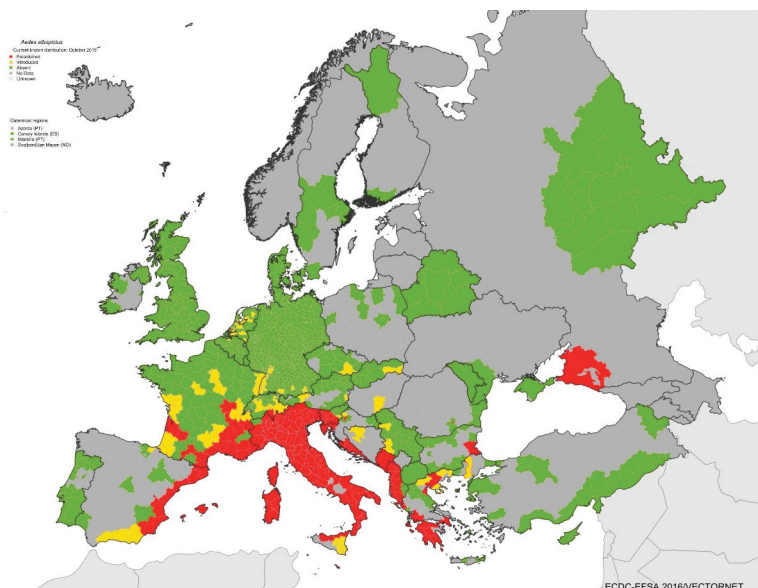 Aedes albopictus
Current known distribution: October 2016
Established
Introduced
Absent
No Data
Unknown
Outermost regions
Azores (PT)
Canary Islands (ES)
Madeira (PT)
Svalbard/Jan Mayen (NO)
ECDC-EFSA 2016/VECTORNET